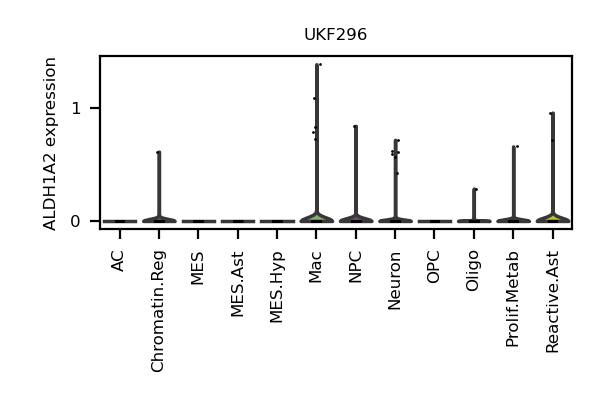 UKF296
ALDH1A2 expression
1
0
AC
Chromatin.Reg
MES
MES.Ast
MES.Hyp
Mac
NPC
Neuron
OPC
Oligo
Prolif.Metab
Reactive.Ast